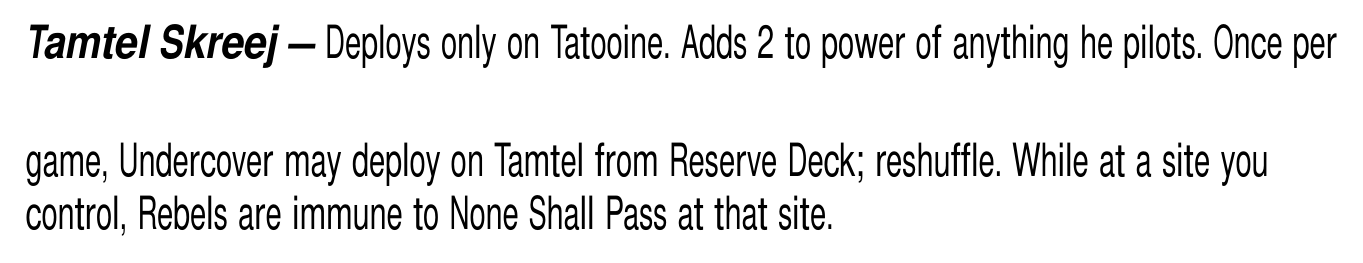 Tamtel Skreej — Deploys only on Tatooine. Adds 2 to power of anything he pilots. Once per
game, Undercover may deploy on Tamtel from Reserve Deck; reshuffle. While at a site you
control, Rebels are immune to None Shall Pass at that site.